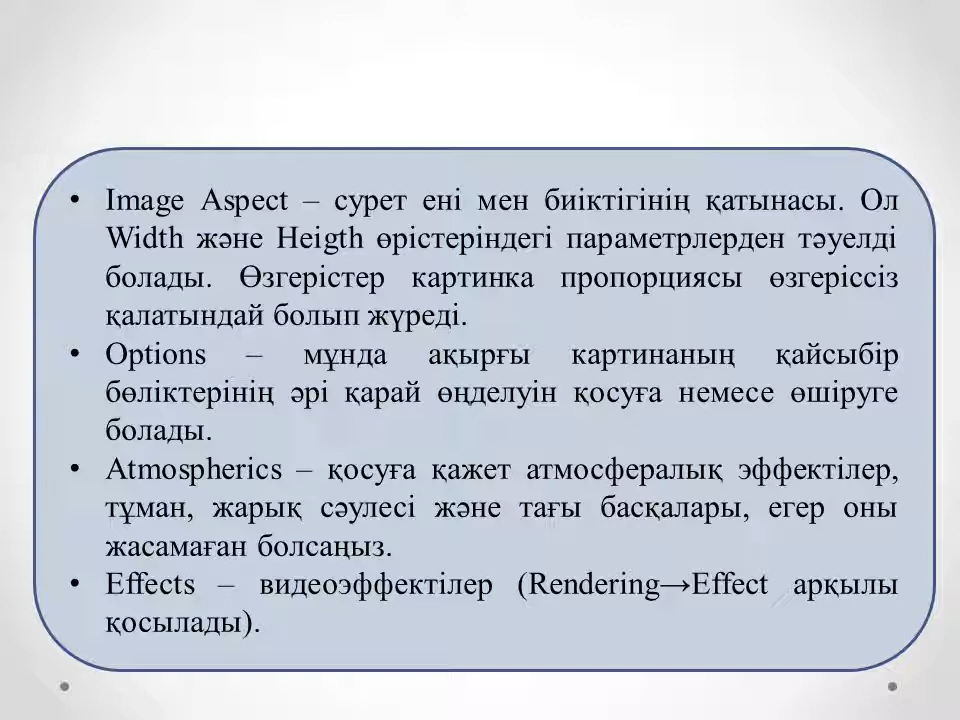 • Image Aspect – сурет ені мен биіктігінің қатынасы. Ол
Width және Heigth өрістеріндегі параметрлерден тәуелді
болады. Өзгерістер картинка пропорциясы өзгеріссіз
қалатындай болып жүреді.
• Options – мұнда ақырғы картинаның қайсыбір
бөліктерінің әрі қарай өңделуін қосуға немесе өшіруге
болады.
• Atmospherics – қосуға қажет атмосфералық эффектілер,
тұман, жарық сәулесі және тағы басқалары, егер оны
жасамаған болсаңыз.
• Effects – видеоэффектілер (Rendering→Effect арқылы
қосылады).